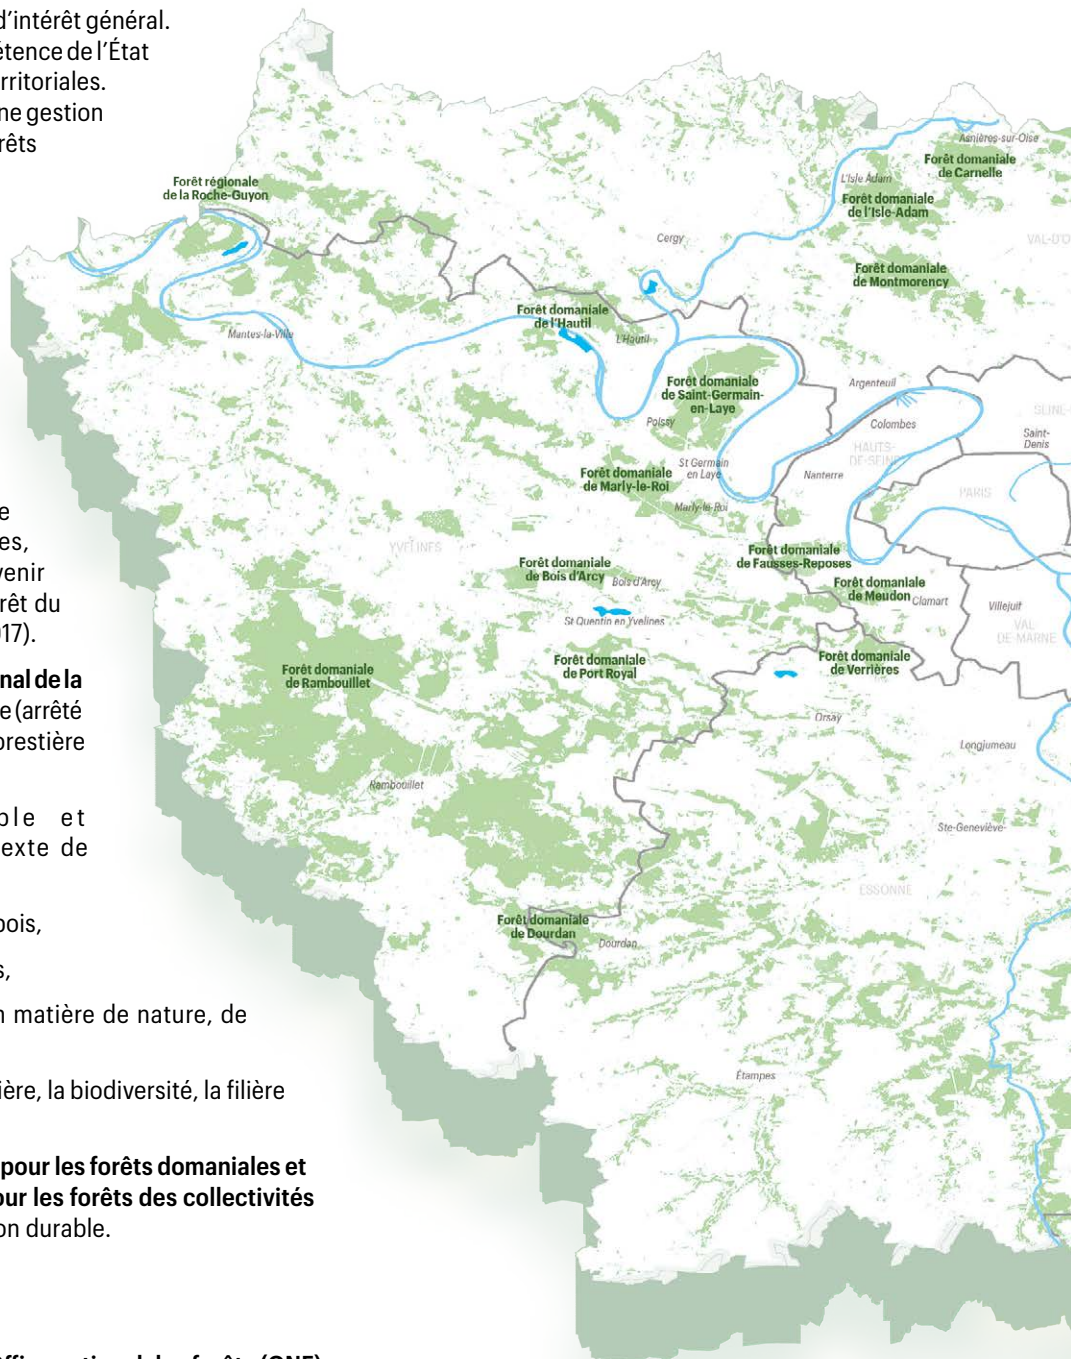 d'intérêt général.
étence de l'État
rritoriales.
ne gestion
rêts
e
es,
venir
rêt du
017).
nal de la
e (arrêté
orestière
ble et
exte de
bois,
s,
n matière de nature, de
ière, la biodiversité, la filière
pour les forêts domaniales et
our les forêts des collectivités
on durable.
Asnières-sur-Oise
Forêt domaniale
de Carnelle
L'Isle Adam
Forêt domaniale
de l'Isle-Adam
Forêt régionale
de la Roche-Guyon
Cergy
VAL-D'O
Forêt domaniale
de Montmorency
Forêt domaniale
de l'Hautil
L'Hautil
Mantes-la-Ville
Forêt domaniale
de Saint-Germain-
en-Laye
Poissy
Argenteuil
Colombes
SEINE-
Saint-
Denis
HAUTS-
DE-SEINE
Nanterre
St Germain
en Laye
Forêt domaniale
de Marly-le-Roi
Marly-le-Roi
PARIS
YVELINES
Forêt domaniale
de Fausses-Reposes
Forêt domaniale
de Bois d'Arcy
Bois d'Arcy
St Quentin en Yvelines
Forêt domaniale
de Meudon
Clamart
Villejuif
VAL
DE MARNE
Forêt domaniale
de Port Royal
Forêt domaniale
de Verrières
Forêt domaniale
de Rambouillet
Orsay
Longjumeau
Rambouillet
Ste-Geneviève-
ESSONNE
Forêt domaniale
de Dourdan
Dourdan
Étampes